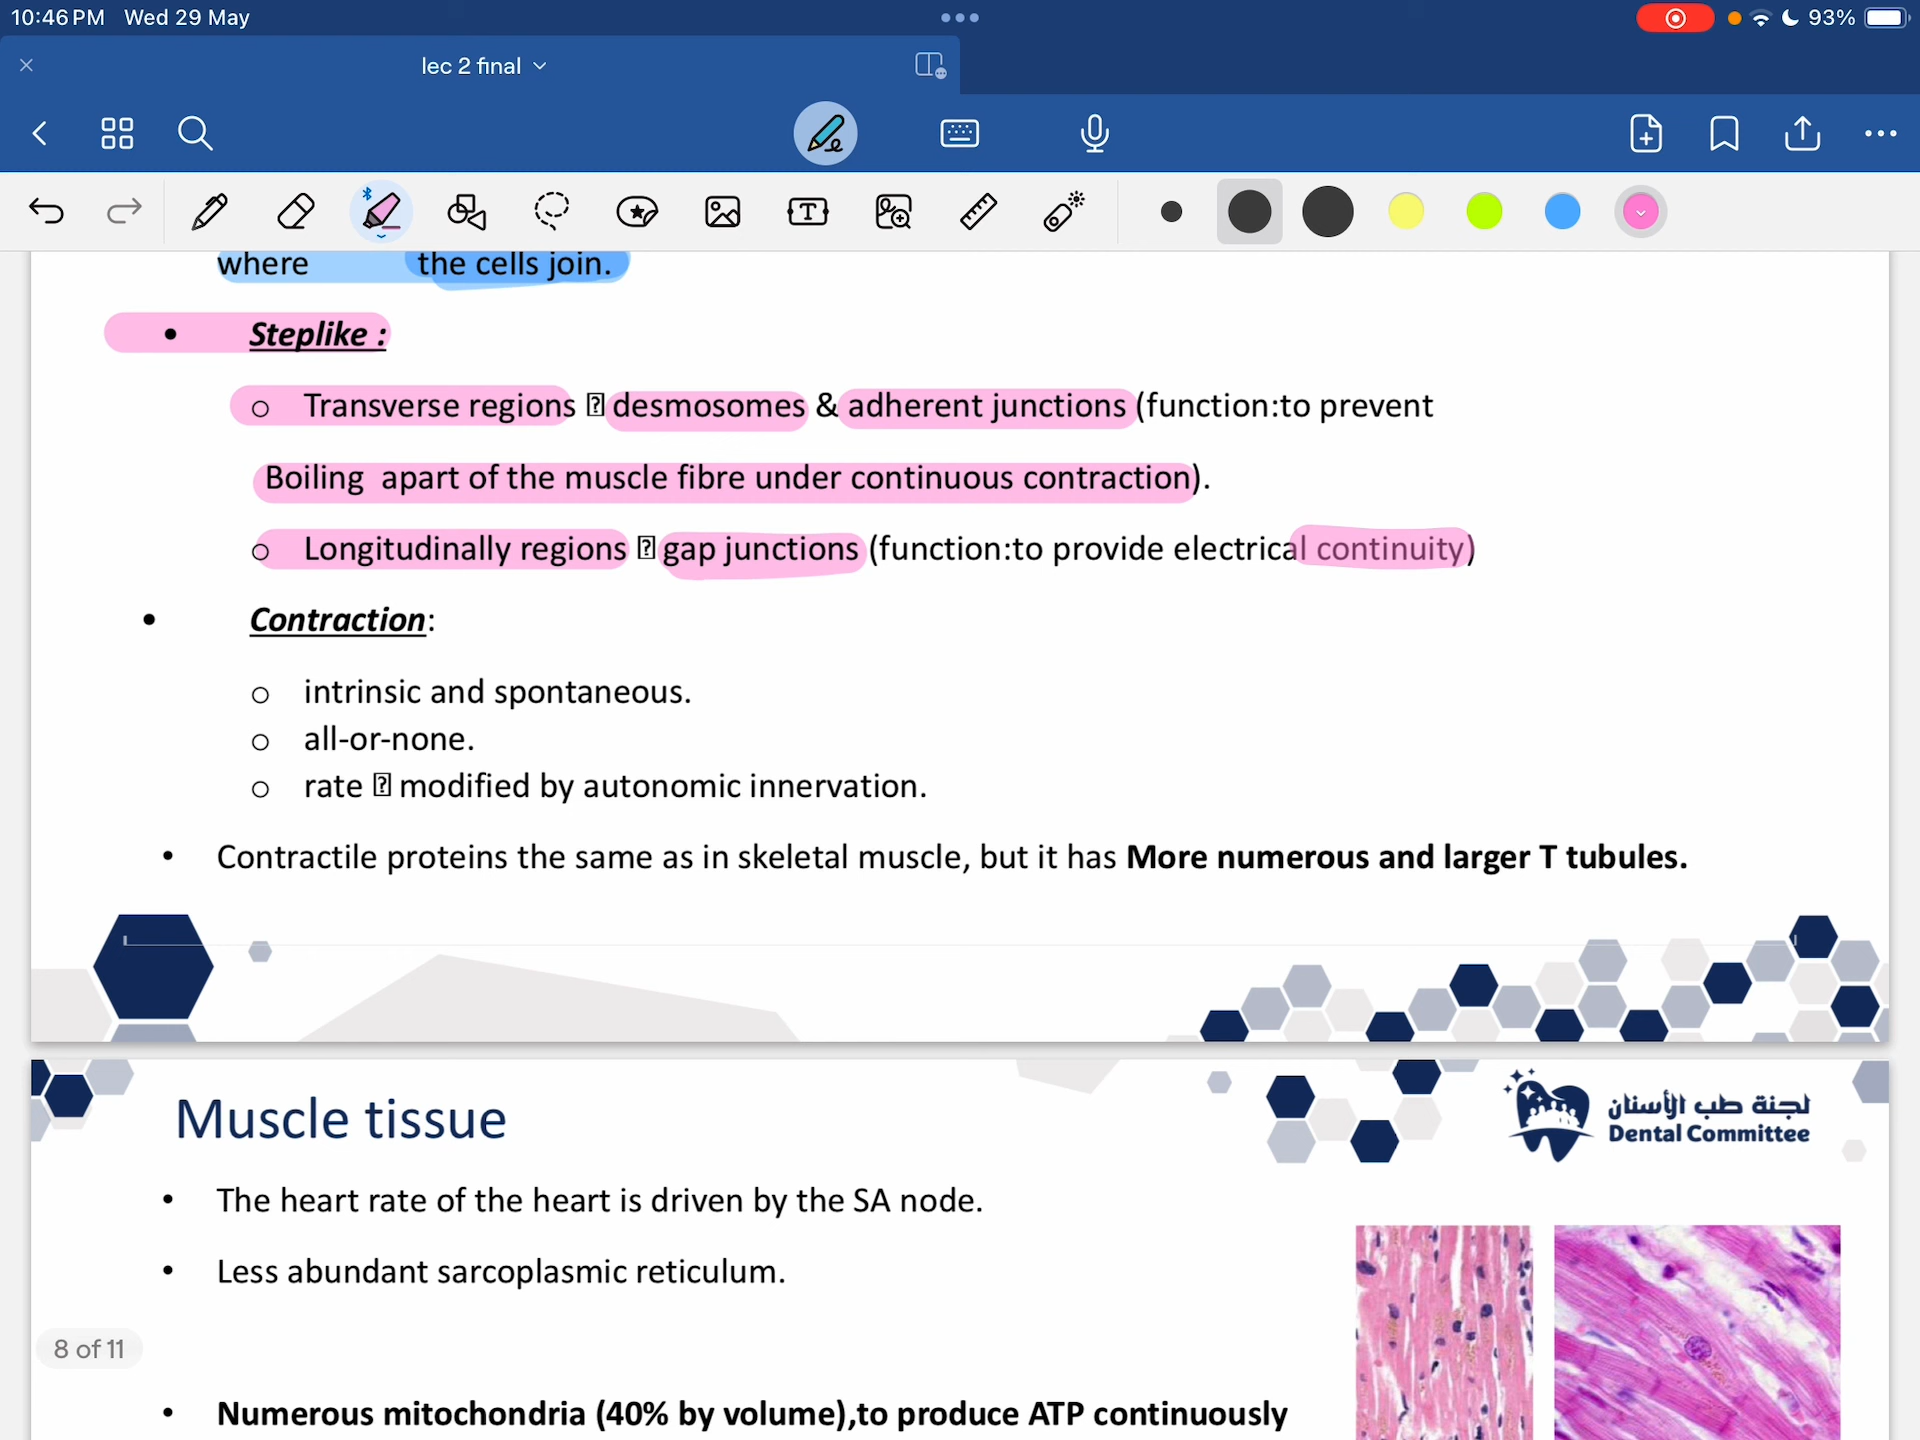 10:46 PM Wed 29 May
93%
lec 2 final
where the cells join.
• Steplike :
o Transverse regions ⍰ desmosomes & adherent junctions (function:to prevent
Boiling apart of the muscle fibre under continuous contraction).
o Longitudinally regions ⍰ gap junctions (function:to provide electrical continuity)
• Contraction:
o intrinsic and spontaneous.
o all-or-none.
o rate ⍰ modified by autonomic innervation.
• Contractile proteins the same as in skeletal muscle, but it has More numerous and larger T tubules.
Muscle tissue
لجنة طب الأسنان
Dental Committee
• The heart rate of the heart is driven by the SA node.
• Less abundant sarcoplasmic reticulum.
8 of 11
• Numerous mitochondria (40% by volume),to produce ATP continuously